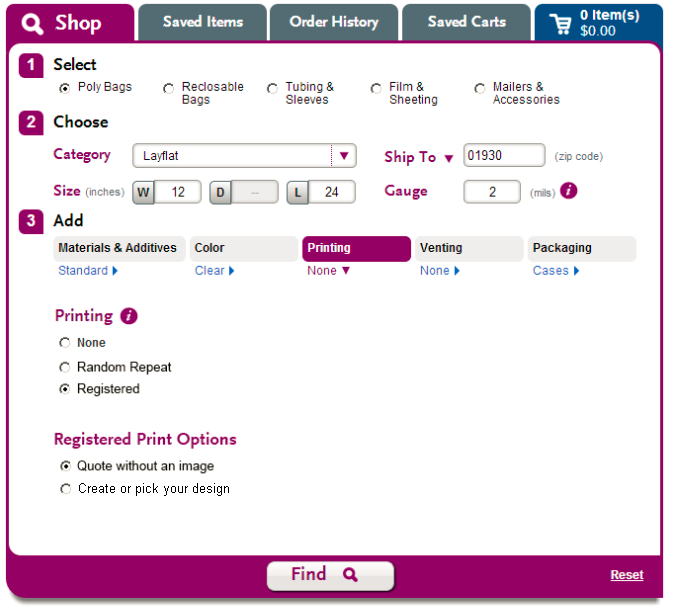 Shop
Saved Items
Order History
Saved Carts
0 Item(s)
$0.00
1 Select
Poly Bags
Reclosable
Bags
Tubing &
Sleeves
Film &
Sheeting
Mailers &
Accessories
2 Choose
Category Layflat Ship To 01930 (zip code)
Size (inches) W 12 D -- L 24 Gauge 2 (mils) i
3 Add
Materials & Additives Color Printing Venting Packaging
Standard Clear None None Cases
Printing i
None
Random Repeat
Registered
Registered Print Options
Quote without an image
Create or pick your design
Find
Reset